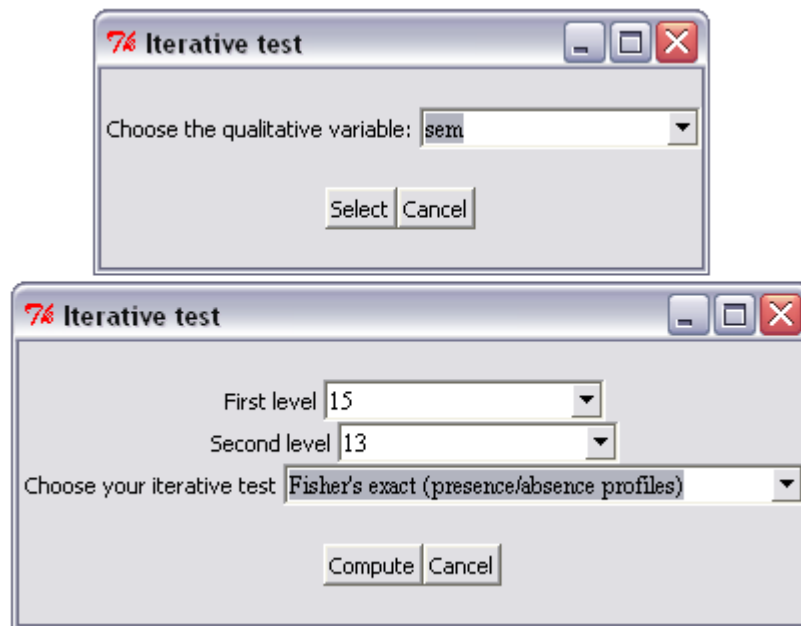 Iterative test
Choose the qualitative variable: sem
Select Cancel
Iterative test
First level 15
Second level 13
Choose your iterative test Fisher's exact (presence/absence profiles)
Compute Cancel